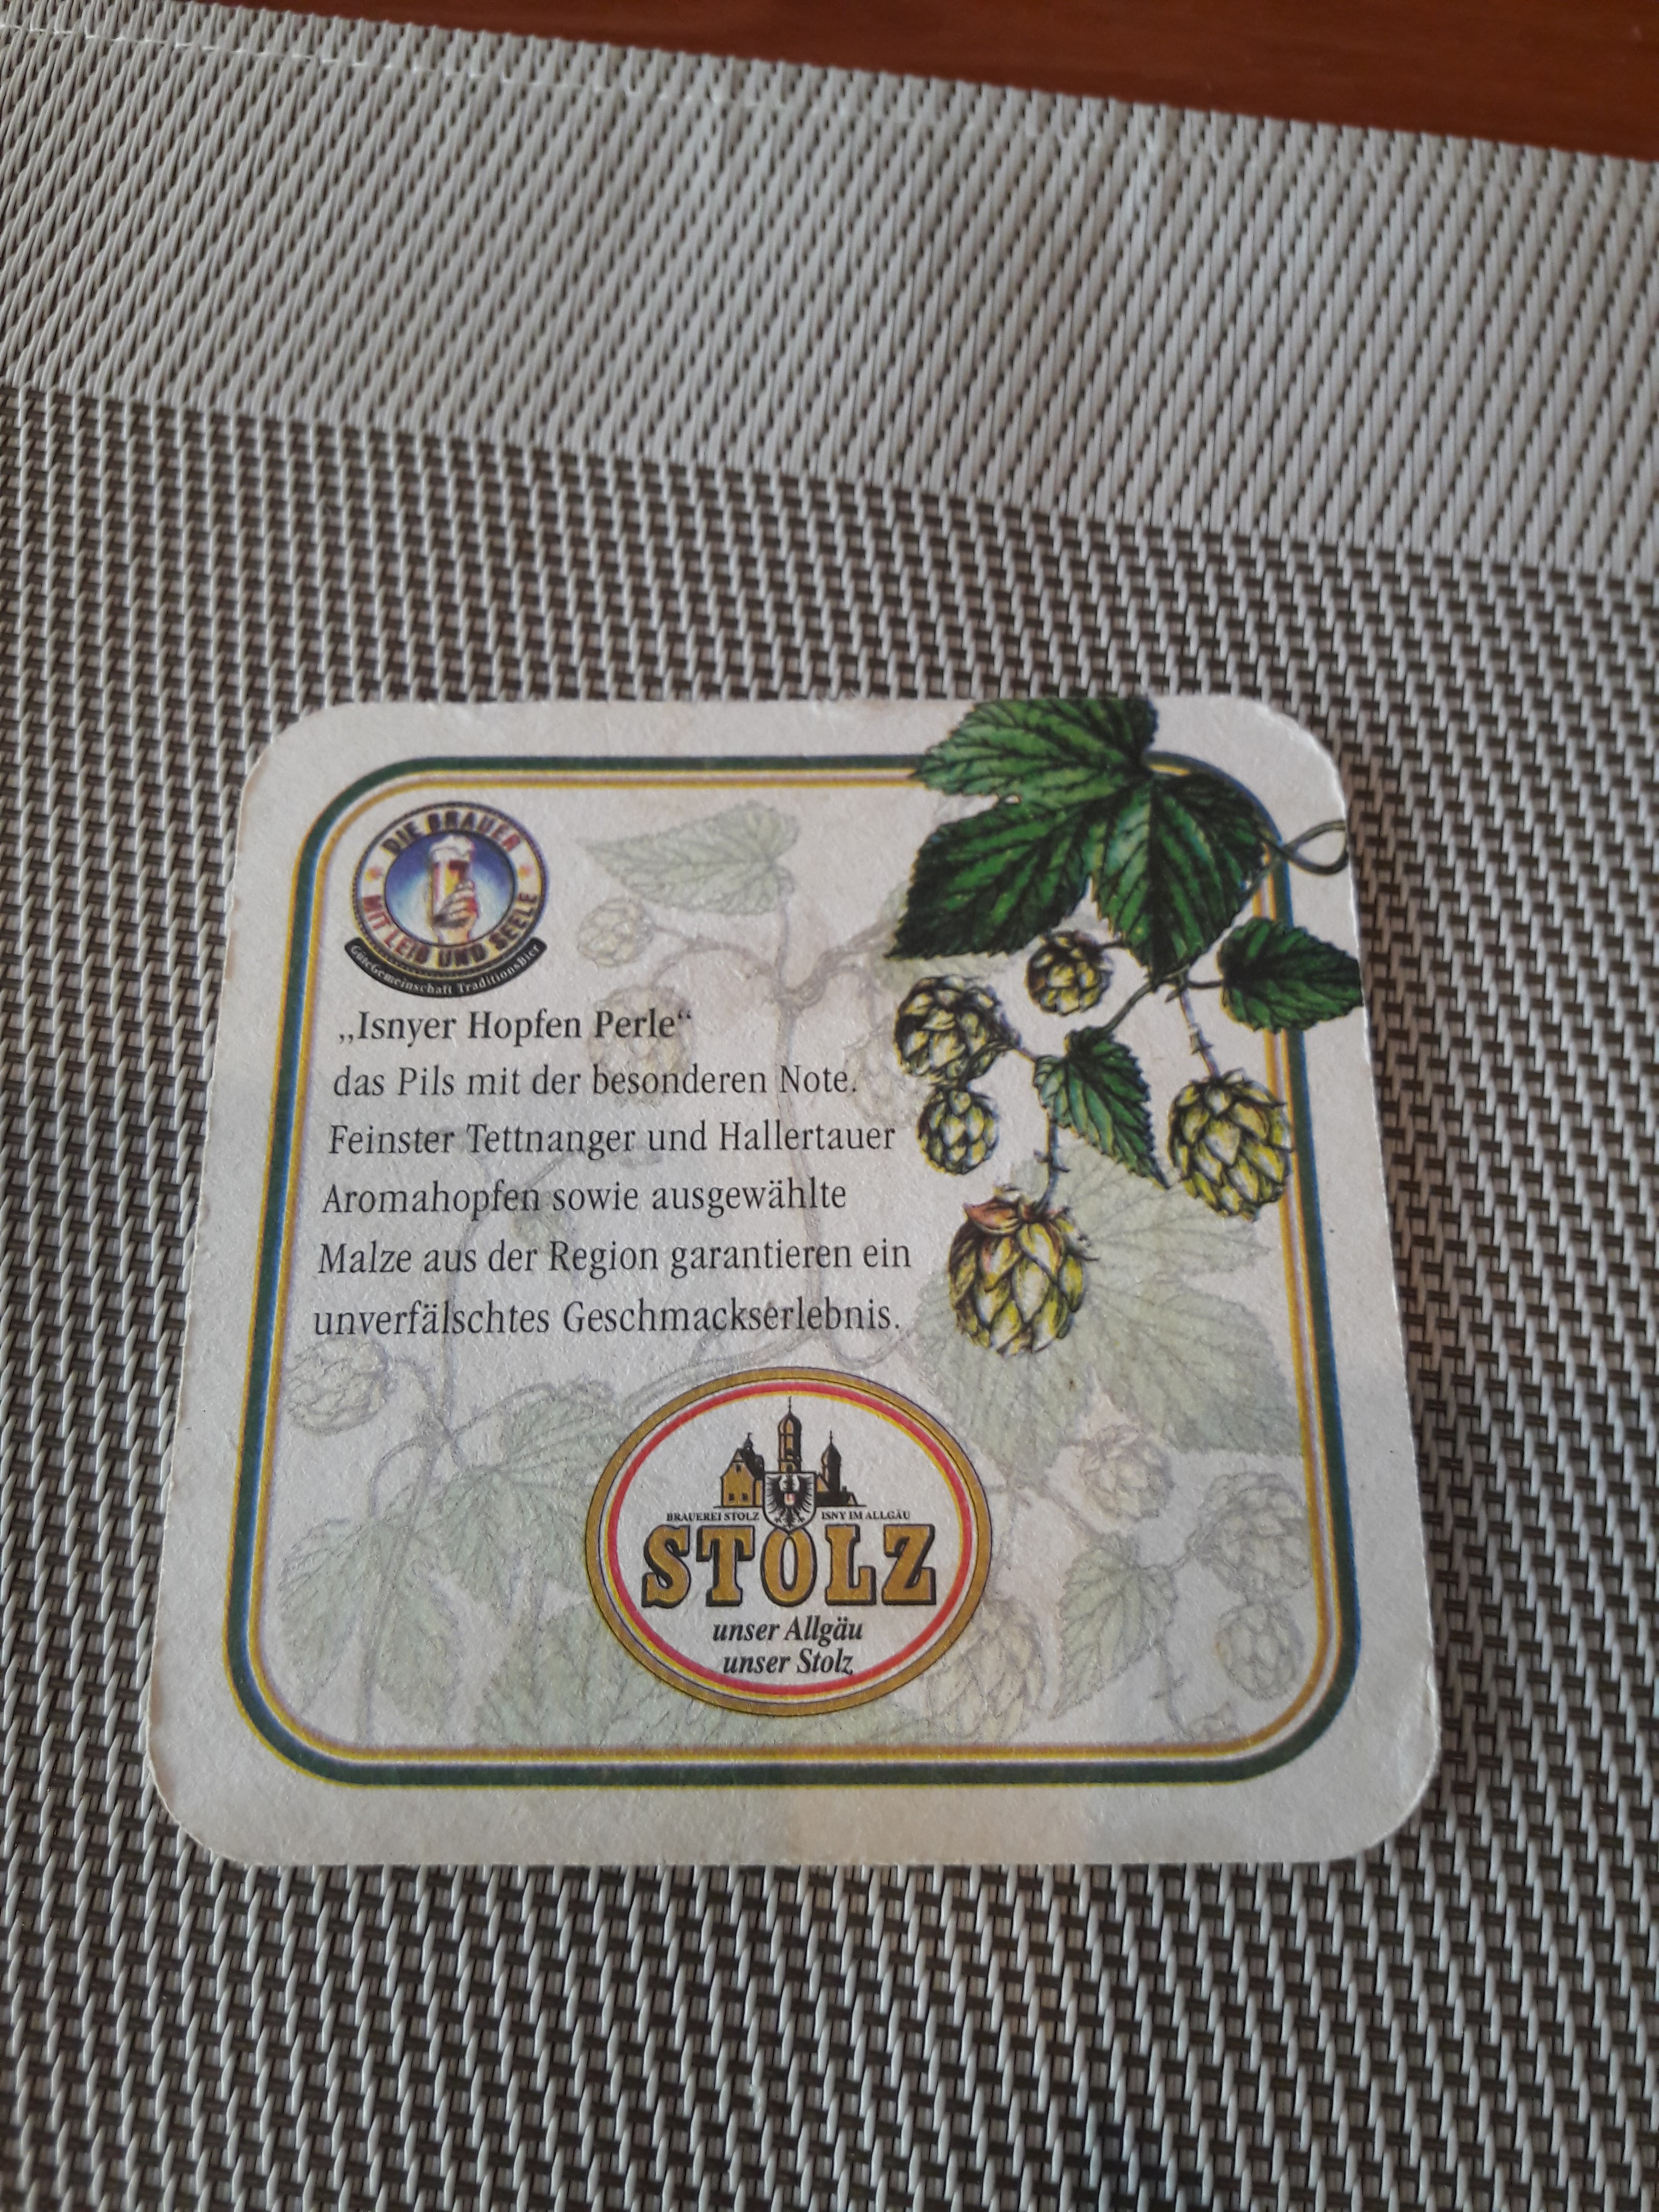 DIE BRAUER
MIT LEIB UND SEELE
GüteGemeinschaft TraditionsBier
„Isnyer Hopfen Perle“
das Pils mit der besonderen Note.
Feinster Tettnanger und Hallertauer
Aromahopfen sowie ausgewählte
Malze aus der Region garantieren ein
unverfälschtes Geschmackserlebnis.
BRAUEREI STOLZ ISNY IM ALLGÄU
STOLZ
unser Allgäu
unser Stolz